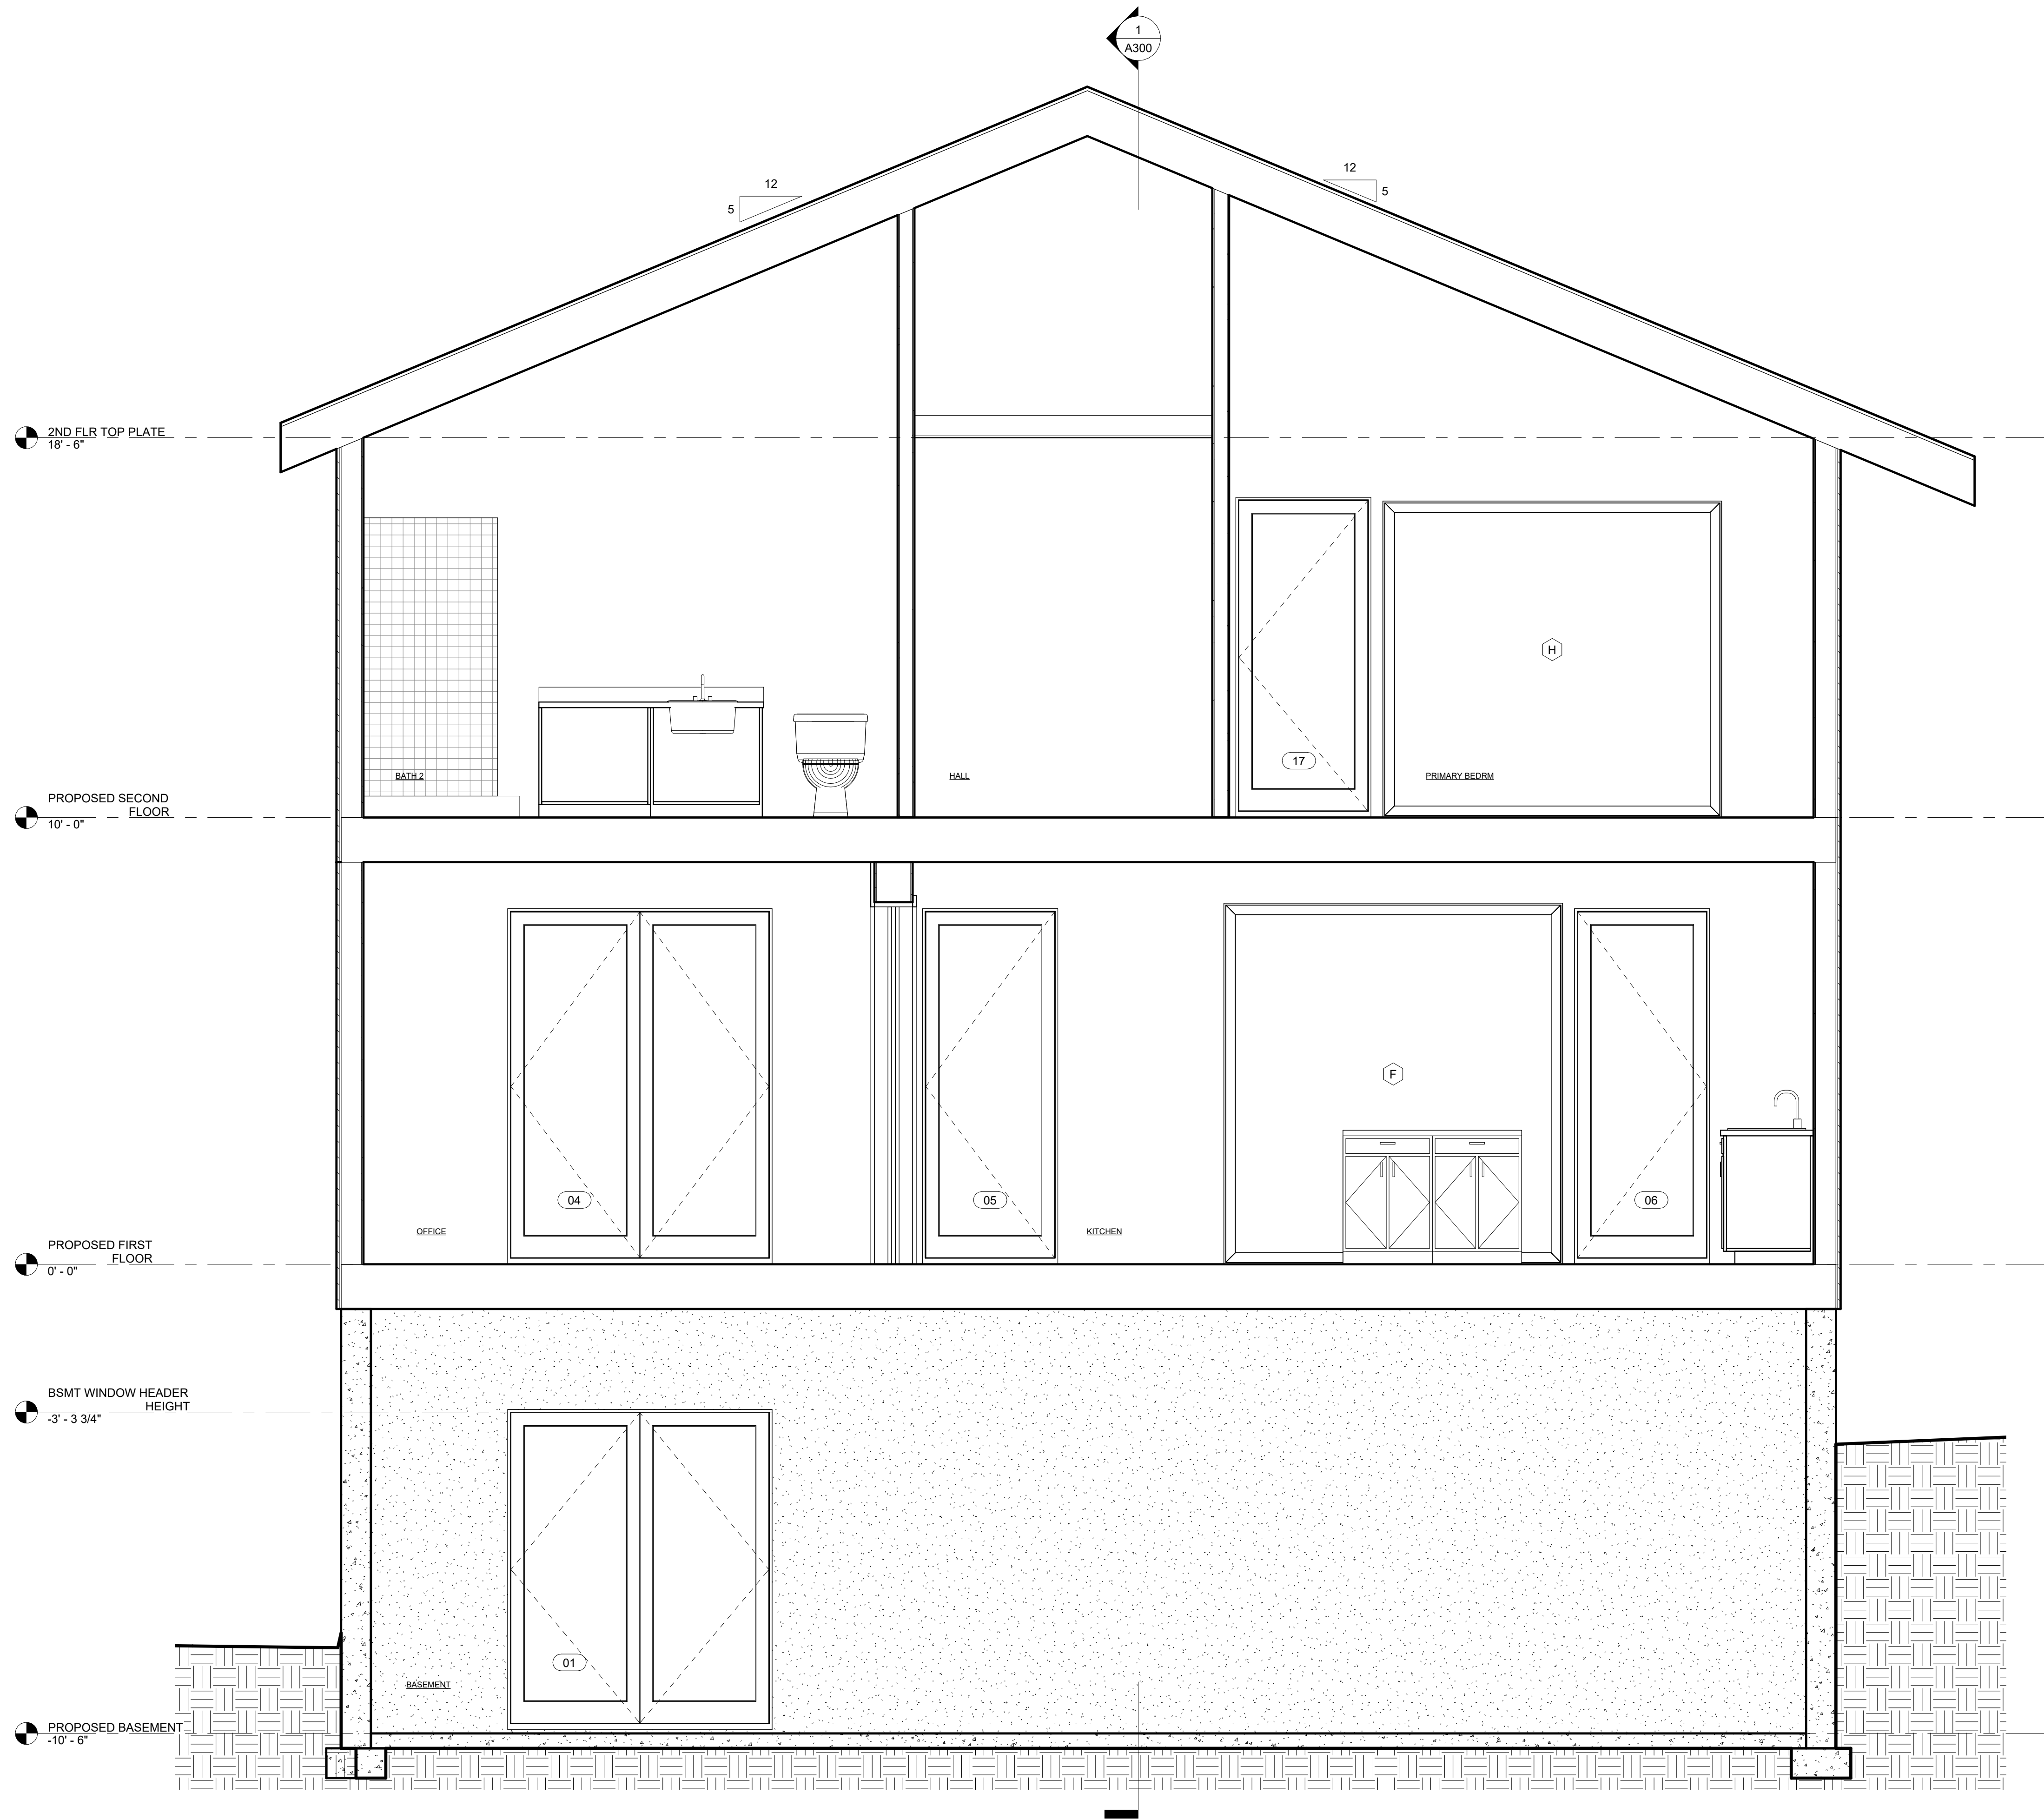 1
A300
12
5
12
5
2ND FLR TOP PLATE
18' - 6"
H
17
BATH 2
HALL
PRIMARY BEDRM
PROPOSED SECOND
FLOOR
10' - 0"
F
04
05
06
OFFICE
KITCHEN
PROPOSED FIRST
FLOOR
0' - 0"
BSMT WINDOW HEADER
HEIGHT
-3' - 3 3/4"
01
BASEMENT
PROPOSED BASEMENT
-10' - 6"